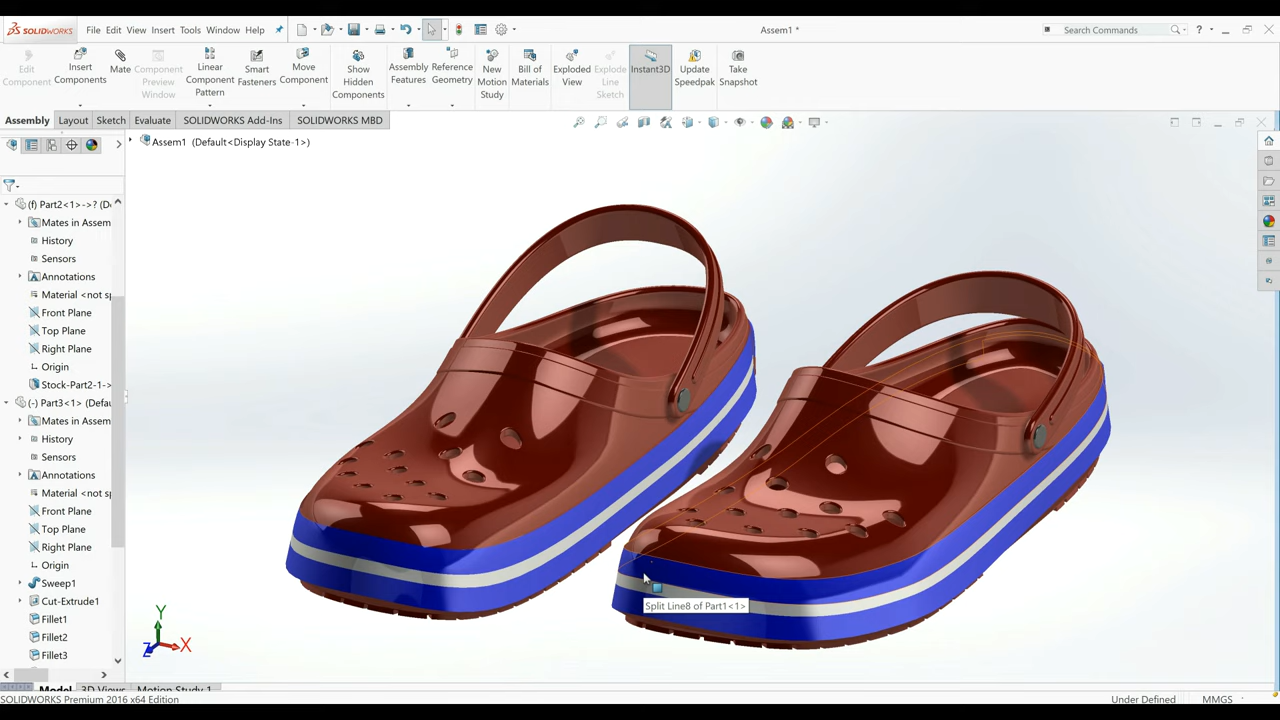 SOLIDWORKS File Edit View Insert Tools Window Help Assem1 * Search Commands
Edit Component
Insert Components
Mate
Component Preview Window
Linear Component Pattern
Smart Fasteners
Move Component
Show Hidden Components
Assembly Features
Reference Geometry
New Motion Study
Bill of Materials
Exploded View
Explode Line Sketch
Instant3D
Update Speedpak
Take Snapshot
Assembly Layout Sketch Evaluate SOLIDWORKS Add-Ins SOLIDWORKS MBD
Assem1 (Default<Display State-1>)
(f) Part2<1>->? (D
Mates in Assem
History
Sensors
Annotations
Material <not sp
Front Plane
Top Plane
Right Plane
Origin
Stock-Part2-1->
(-) Part3<1> (Defau
Mates in Assem
History
Sensors
Annotations
Material <not sp
Front Plane
Top Plane
Right Plane
Origin
Sweep1
Cut-Extrude1
Fillet1
Fillet2
Fillet3
Split Line8 of Part1<1>
Y
X
Z
Model 3D Views Motion Study 1
SOLIDWORKS Premium 2016 x64 Edition Under Defined MMGS